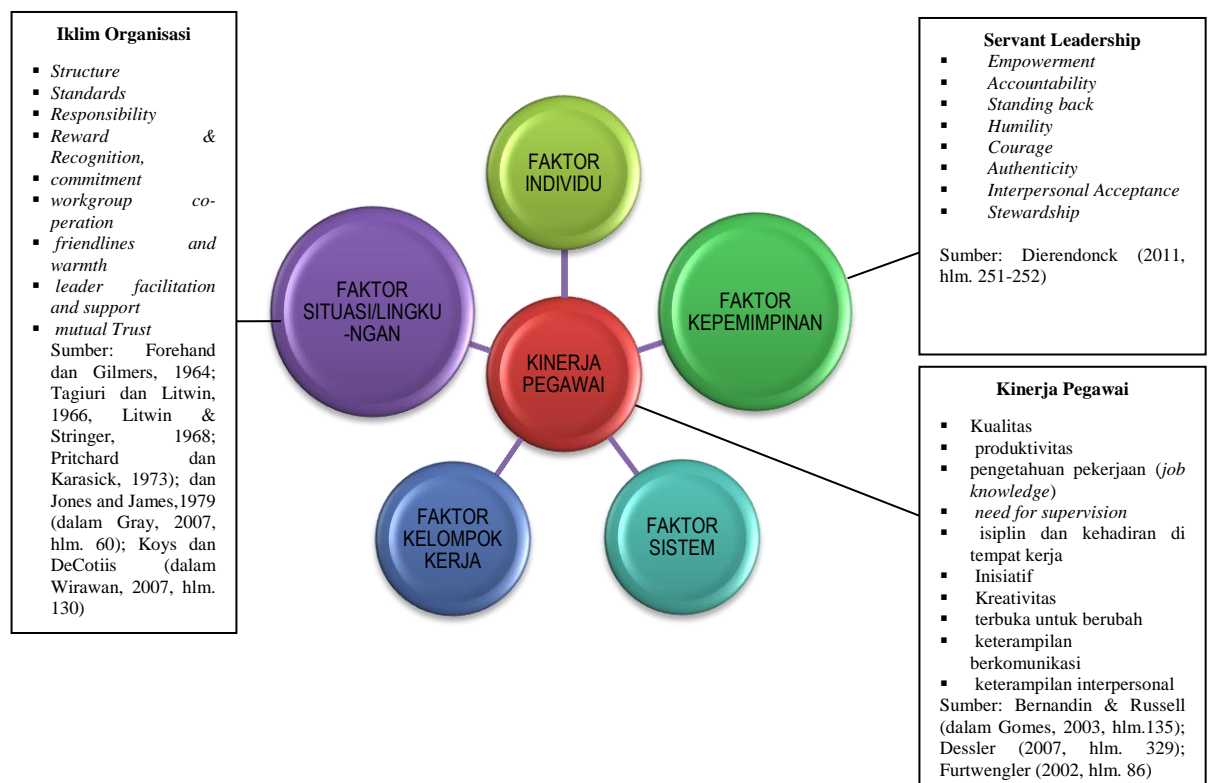 Iklim Organisasi
▪ Structure
▪ Standards
▪ Responsibility
▪ Reward &
Recognition,
▪ commitment
▪ workgroup co-
peration
▪ friendlines and
warmth
▪ leader facilitation
and support
▪ mutual Trust
Sumber: Forehand
dan Gilmers, 1964;
Tagiuri dan Litwin,
1966, Litwin &
Stringer, 1968;
Pritchard dan
Karasick, 1973); dan
Jones and James,1979
(dalam Gray, 2007,
hlm. 60); Koys dan
DeCotiis (dalam
Wirawan, 2007, hlm.
130)
FAKTOR
INDIVIDU
FAKTOR
SITUASI/LINGKU
-NGAN
FAKTOR
KEPEMIMPINAN
KINERJA
PEGAWAI
FAKTOR
KELOMPOK
KERJA
FAKTOR
SISTEM
Servant Leadership
▪ Empowerment
▪ Accountability
▪ Standing back
▪ Humility
▪ Courage
▪ Authenticity
▪ Interpersonal Acceptance
▪ Stewardship
Sumber: Dierendonck (2011,
hlm. 251-252)
Kinerja Pegawai
▪ Kualitas
▪ produktivitas
▪ pengetahuan pekerjaan (job
knowledge)
▪ need for supervision
▪ isiplin dan kehadiran di
tempat kerja
▪ Inisiatif
▪ Kreativitas
▪ terbuka untuk berubah
▪ keterampilan
berkomunikasi
▪ keterampilan interpersonal
Sumber: Bernandin & Russell
(dalam Gomes, 2003, hlm.135);
Dessler (2007, hlm. 329);
Furtwengler (2002, hlm. 86)